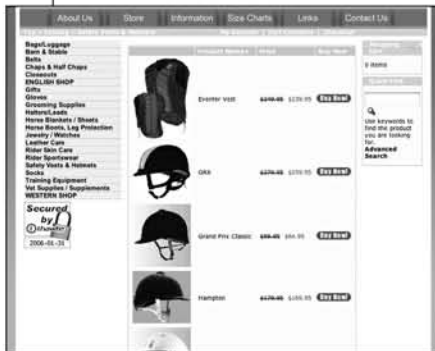 About Us Store Information Size Charts Links Contact Us
Bags/Luggage
Barn & Stable
Belts
Chaps & Half Chaps
Closeouts
ENGLISH SHOP
Gifts
Gloves
Grooming Supplies
Halters/Leads
Horse Blankets / Sheets
Horse Boots, Leg Protection
Jewelry / Watches
Leather Care
Rider Skin Care
Rider Sportswear
Safety Vests & Helmets
Socks
Training Equipment
Vet Supplies / Supplements
WESTERN SHOP
Secured
by
thawte
2006-01-31
Product Name+ Price Buy Now
Eventer Vest $239.95 Buy Now!
GRX Buy Now!
Grand Prix Classic Buy Now!
Hampton Buy Now!
0 items
Use keywords to
find the product
you are looking
for.
Advanced
Search